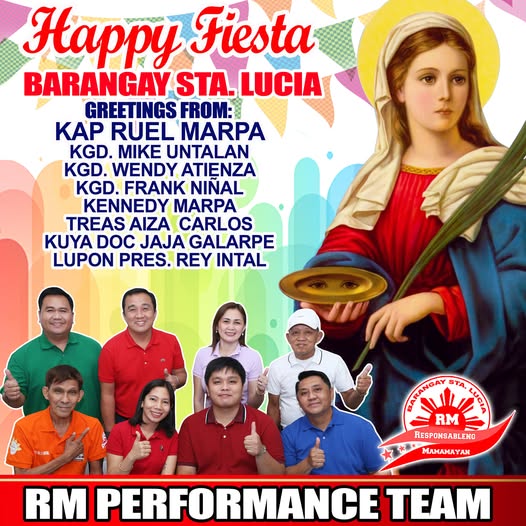 Happy Fiesta
BARANGAY STA. LUCIA
GREETINGS FROM:
KAP RUEL MARPA
KGD. MIKE UNTALAN
KGD. WENDY ATIENZA
KGD. FRANK NIÑAL
KENNEDY MARPA
TREAS AIZA CARLOS
KUYA DOC JAJA GALARPE
LUPON PRES. REY INTAL
BARANGAY STA. LUCIA
RM
RESPONSABLENG
MAMAMAYAN
RM PERFORMANCE TEAM